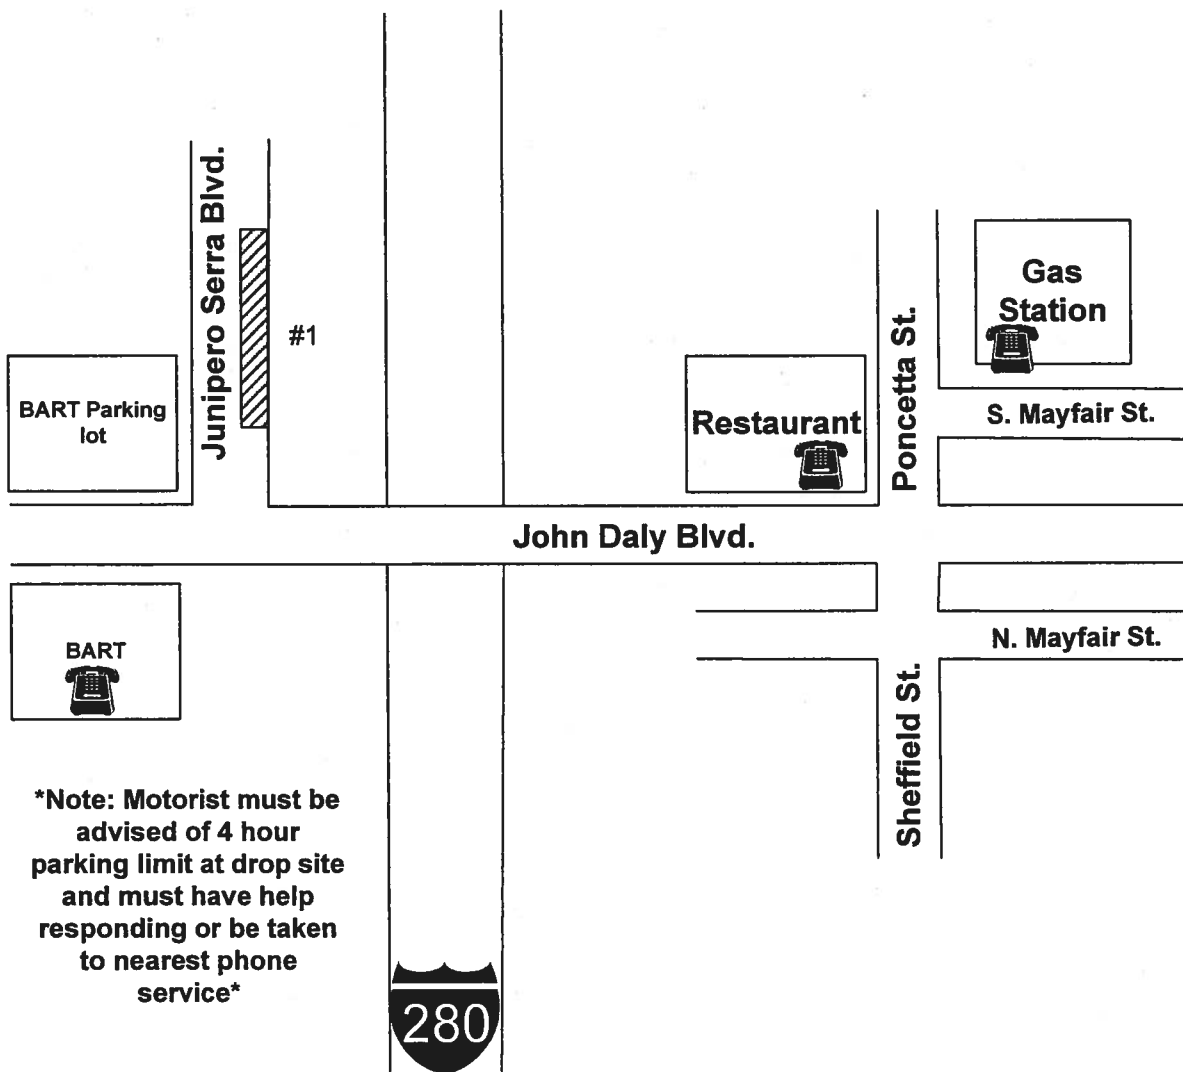 Junipero Serra Blvd.
#1
BART Parking
lot
Gas
Station
Poncetta St.
S. Mayfair St.
Restaurant
John Daly Blvd.
BART
N. Mayfair St.
Sheffield St.
*Note: Motorist must be
advised of 4 hour
parking limit at drop site
and must have help
responding or be taken
to nearest phone
service*
280